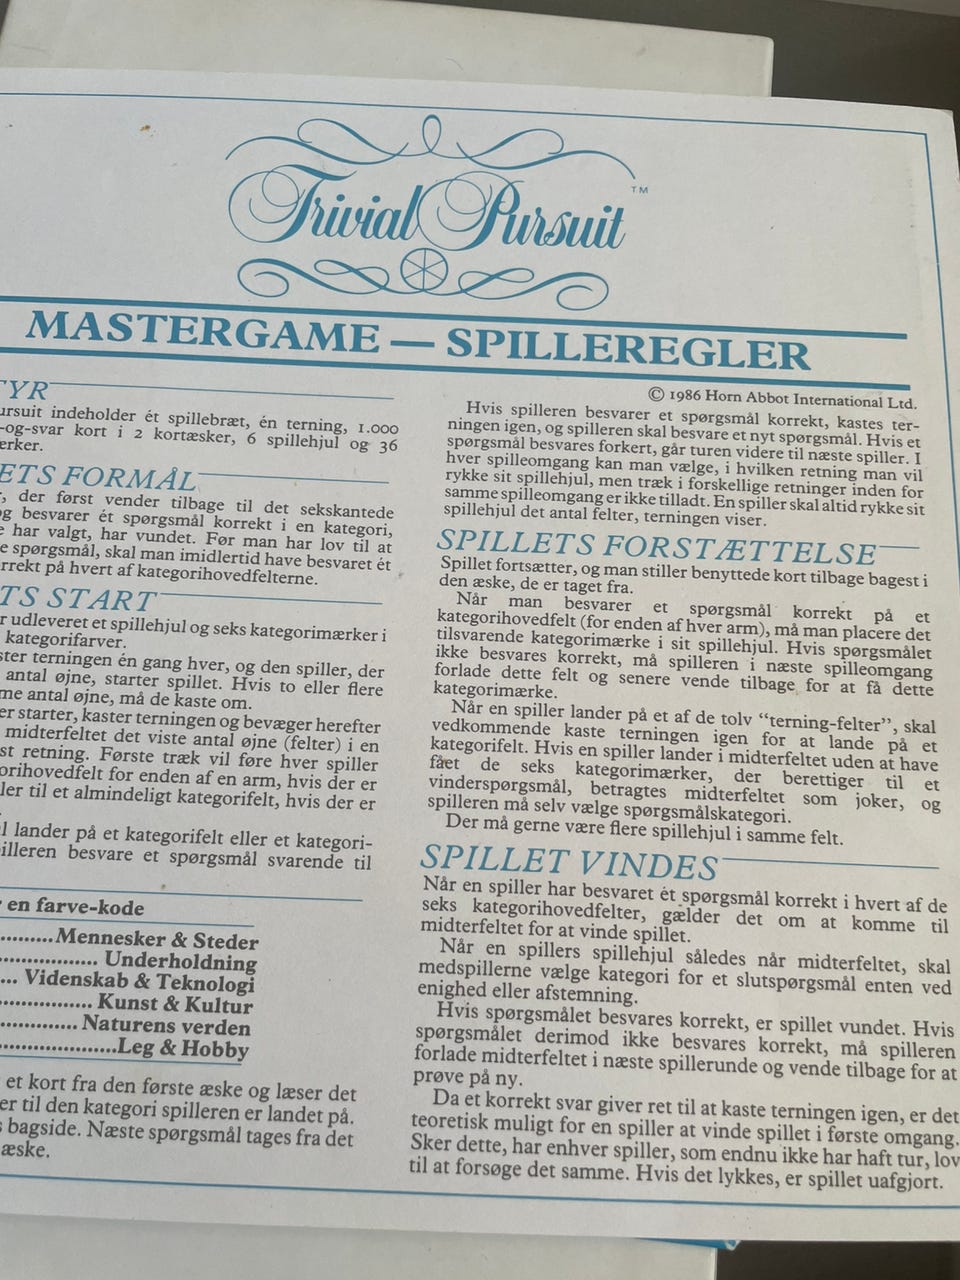 Trivial Pursuit ™
MASTERGAME — SPILLEREGLER
TYR
ursuit indeholder ét spillebræt, én terning, 1.000
-og-svar kort i 2 kortæsker, 6 spillehjul og 36
ærker.
ETS FORMÅL
, der først vender tilbage til det sekskantede
og besvarer ét spørgsmål korrekt i en kategori,
e har valgt, har vundet. Før man har lov til at
e spørgsmål, skal man imidlertid have besvaret ét
rrekt på hvert af kategorihovedfelterne.
TS START
r udleveret et spillehjul og seks kategorimærker i
kategorifarver.
ster terningen én gang hver, og den spiller, der
antal øjne, starter spillet. Hvis to eller flere
me antal øjne, må de kaste om.
er starter, kaster terningen og bevæger herefter
midterfeltet det viste antal øjne (felter) i en
st retning. Første træk vil føre hver spiller
orihovedfelt for enden af en arm, hvis der er
ler til et almindeligt kategorifelt, hvis der er
l lander på et kategorifelt eller et kategori-
illeren besvare et spørgsmål svarende til
r en farve-kode
..........Mennesker & Steder
.................. Underholdning
... Videnskab & Teknologi
................. Kunst & Kultur
.............. Naturens verden
.....................Leg & Hobby
et kort fra den første æske og læser det
er til den kategori spilleren er landet på.
s bagside. Næste spørgsmål tages fra det
æske.
© 1986 Horn Abbot International Ltd.
Hvis spilleren besvarer et spørgsmål korrekt, kastes ter-
ningen igen, og spilleren skal besvare et nyt spørgsmål. Hvis et
spørgsmål besvares forkert, går turen videre til næste spiller. I
hver spilleomgang kan man vælge, i hvilken retning man vil
rykke sit spillehjul, men træk i forskellige retninger inden for
samme spilleomgang er ikke tilladt. En spiller skal altid rykke sit
spillehjul det antal felter, terningen viser.
SPILLETS FORSTÆTTELSE
Spillet fortsætter, og man stiller benyttede kort tilbage bagest i
den æske, de er taget fra.
Når man besvarer et spørgsmål korrekt på et
kategorihovedfelt (for enden af hver arm), må man placere det
tilsvarende kategorimærke i sit spillehjul. Hvis spørgsmålet
ikke besvares korrekt, må spilleren i næste spilleomgang
forlade dette felt og senere vende tilbage for at få dette
kategorimærke.
Når en spiller lander på et af de tolv “terning-felter”, skal
vedkommende kaste terningen igen for at lande på et
kategorifelt. Hvis en spiller lander i midterfeltet uden at have
fået de seks kategorimærker, der berettiger til et
vinderspørgsmål, betragtes midterfeltet som joker, og
spilleren må selv vælge spørgsmålskategori.
Der må gerne være flere spillehjul i samme felt.
SPILLET VINDES
Når en spiller har besvaret ét spørgsmål korrekt i hvert af de
seks kategorihovedfelter, gælder det om at komme til
midterfeltet for at vinde spillet.
Når en spillers spillehjul således når midterfeltet, skal
medspillerne vælge kategori for et slutspørgsmål enten ved
enighed eller afstemning.
Hvis spørgsmålet besvares korrekt, er spillet vundet. Hvis
spørgsmålet derimod ikke besvares korrekt, må spilleren
forlade midterfeltet i næste spillerunde og vende tilbage for at
prøve på ny.
Da et korrekt svar giver ret til at kaste terningen igen, er det
teoretisk muligt for en spiller at vinde spillet i første omgang.
Sker dette, har enhver spiller, som endnu ikke har haft tur, lov
til at forsøge det samme. Hvis det lykkes, er spillet uafgjort.